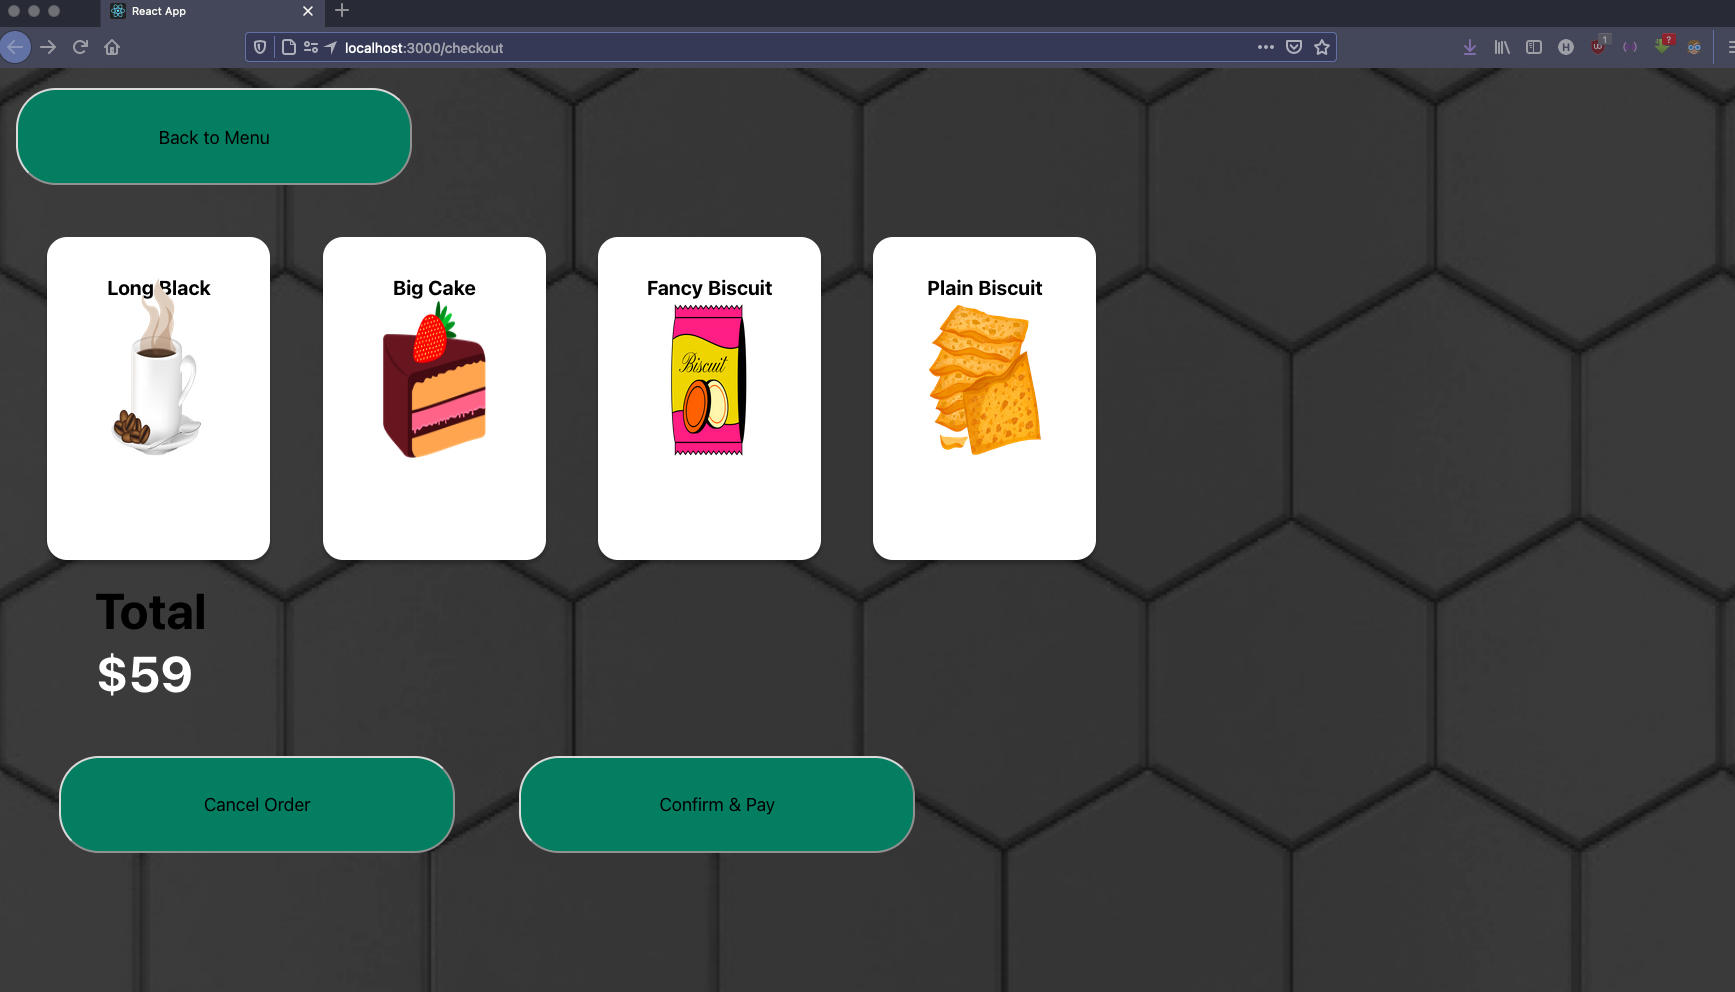 React App
localhost:3000/checkout
1
?
Back to Menu
Long Black
Big Cake
Fancy Biscuit
Plain Biscuit
Biscuit
Total
$59
Cancel Order
Confirm & Pay